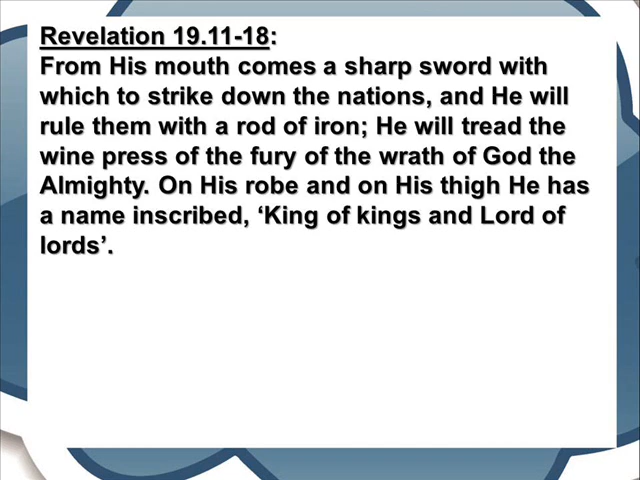 Revelation 19.11-18:
From His mouth comes a sharp sword with
which to strike down the nations, and He will
rule them with a rod of iron; He will tread the
wine press of the fury of the wrath of God the
Almighty. On His robe and on His thigh He has
a name inscribed, ‘King of kings and Lord of
lords’.